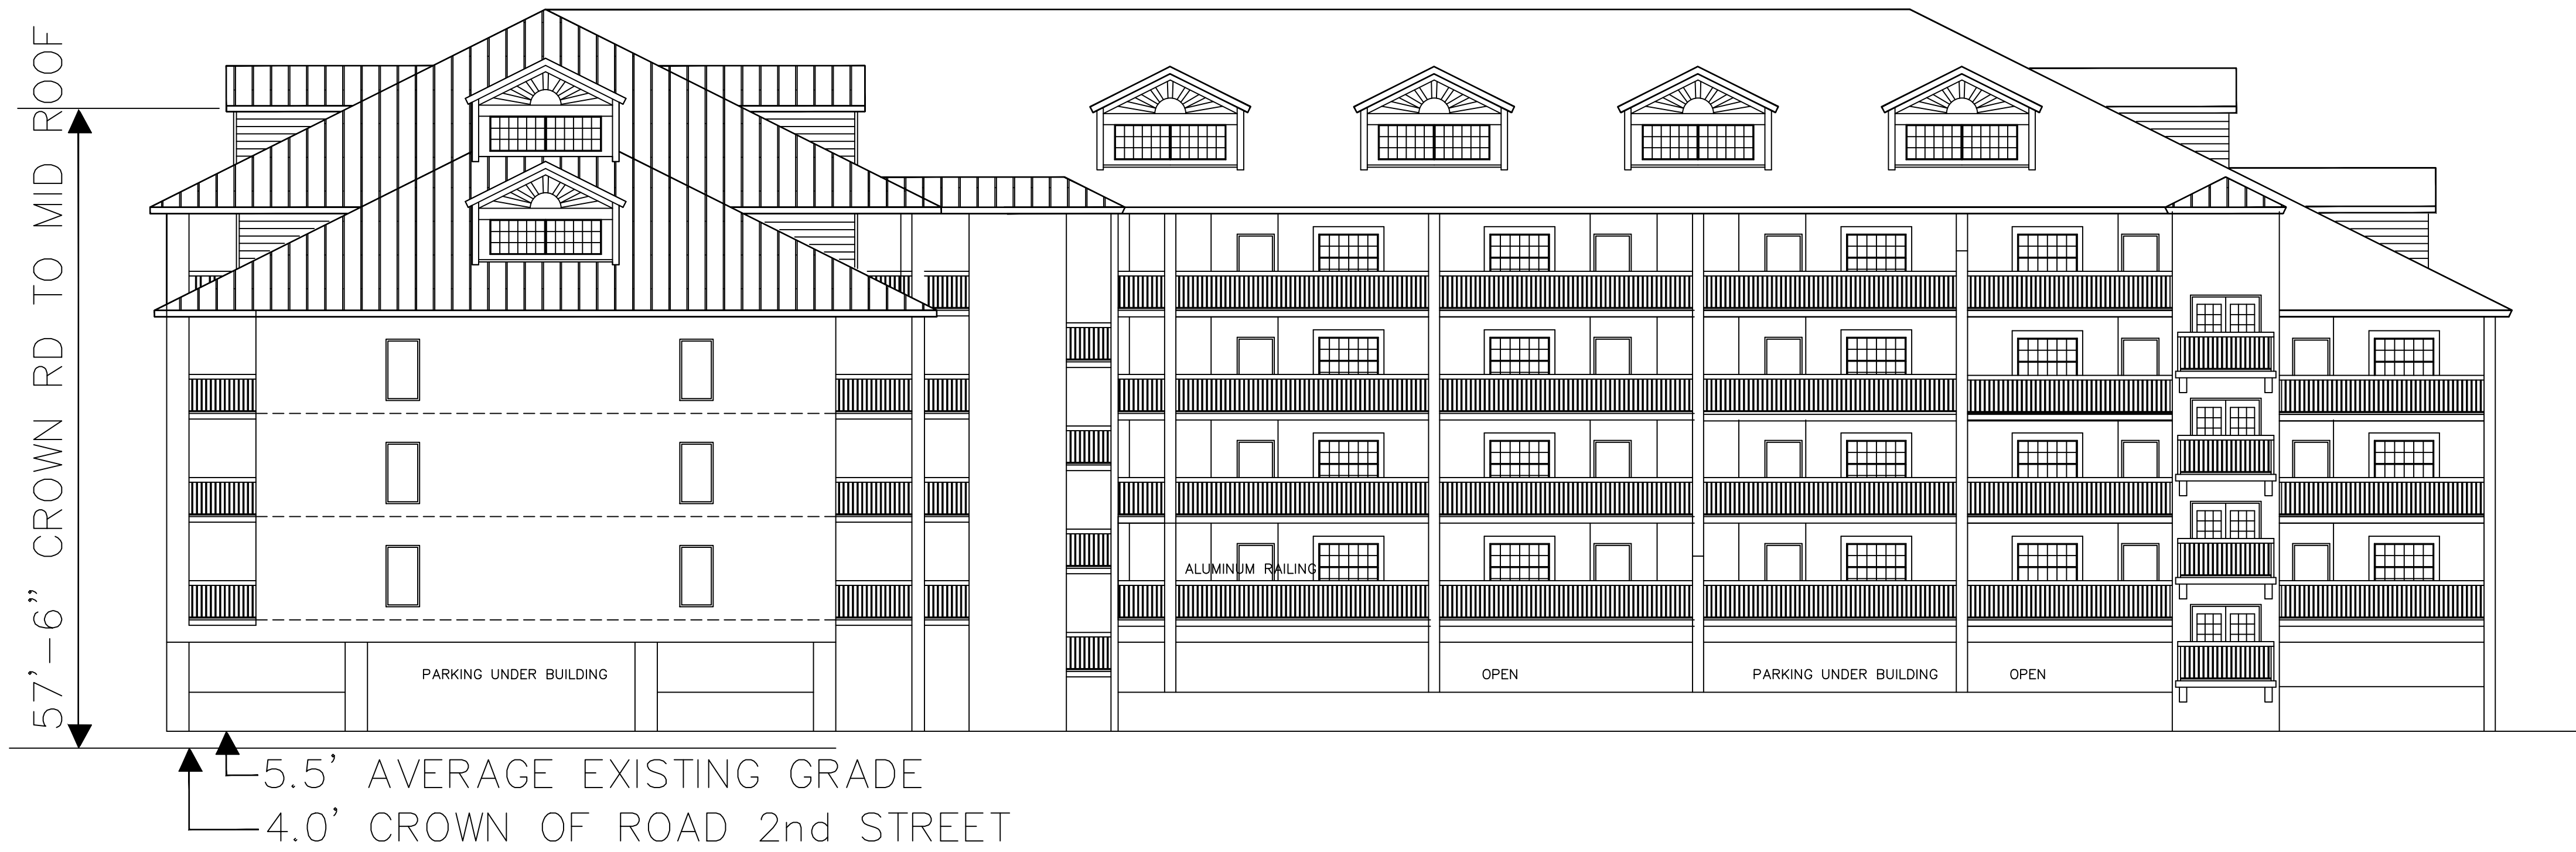 57'-6" CROWN RD TO MID ROOF
ALUMINUM RAILING
PARKING UNDER BUILDING
OPEN
PARKING UNDER BUILDING
OPEN
5.5' AVERAGE EXISTING GRADE
4.0' CROWN OF ROAD 2nd STREET